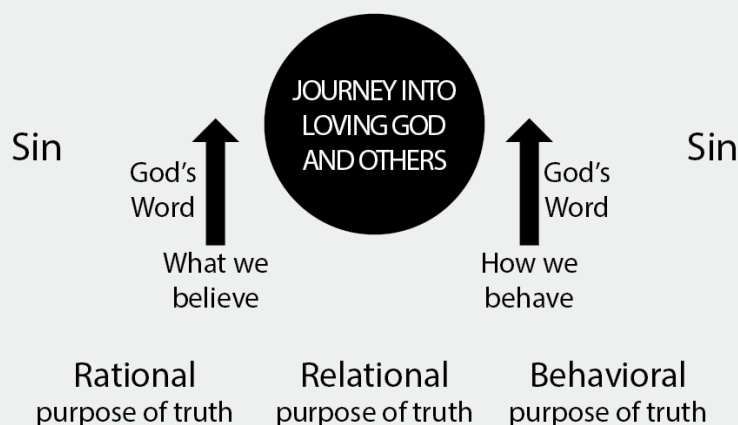 JOURNEY INTO
LOVING GOD
AND OTHERS
Sin
God's
Word
What we
believe
God's
Word
How we
behave
Sin
Rational
purpose of truth
Relational
purpose of truth
Behavioral
purpose of truth